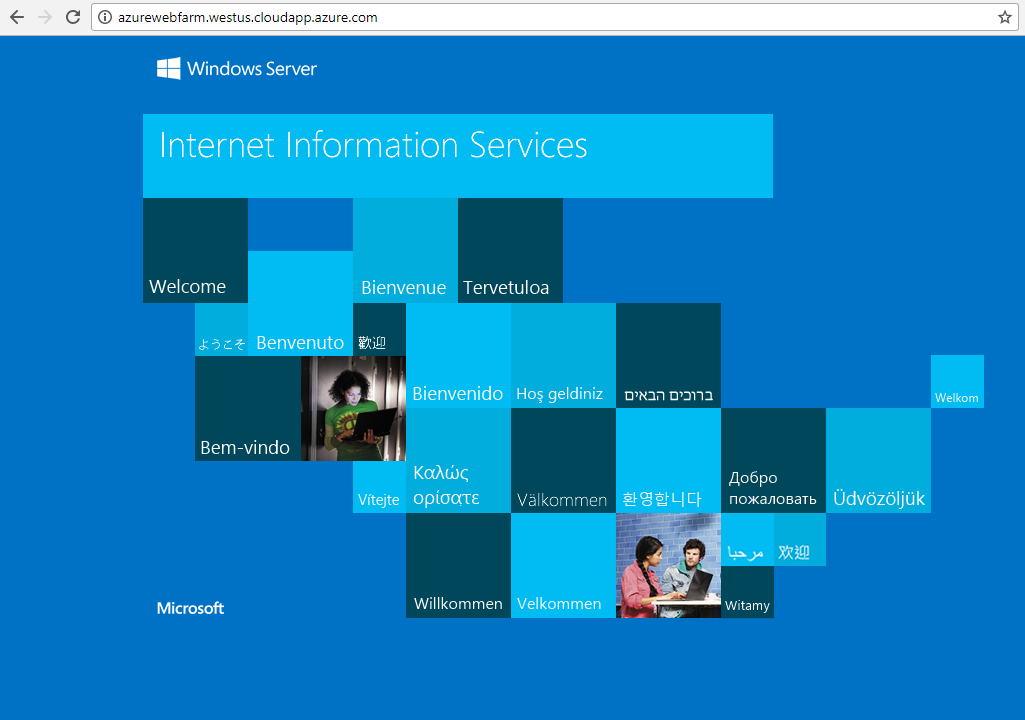 azurewebfarm.westus.cloudapp.azure.com
Windows Server
Internet Information Services
Welcome
Bienvenue
Tervetuloa
ようこそ
Benvenuto
歡迎
Bienvenido
Hoş geldiniz
ברוכים הבאים
Welkom
Bem-vindo
Vítejte
Καλώς
ορίσατε
Välkommen
환영합니다
Добро
пожаловать
Üdvözöljük
Willkommen
Velkommen
مرحبا
欢迎
Witamy
Microsoft